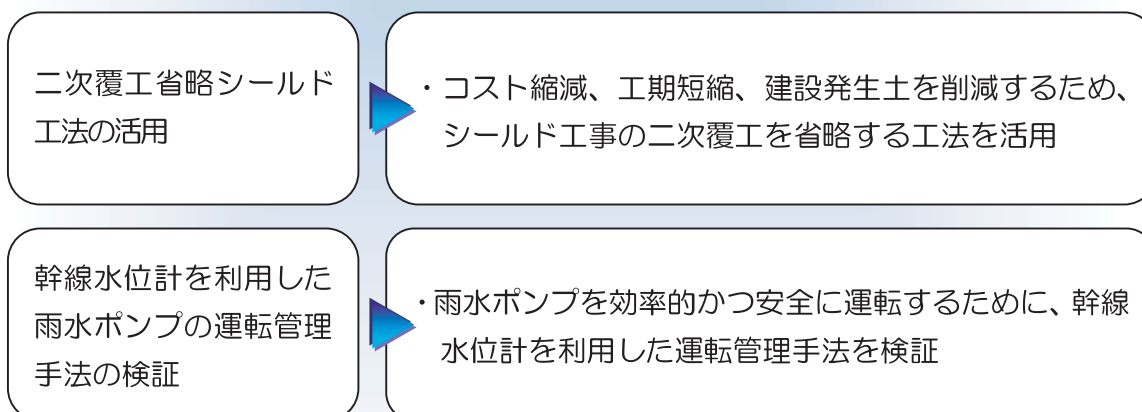 二次覆工省略シールド
工法の活用
・コスト縮減、工期短縮、建設発生土を削減するため、
シールド工事の二次覆工を省略する工法を活用
幹線水位計を利用した
雨水ポンプの運転管理
手法の検証
・雨水ポンプを効率的かつ安全に運転するために、幹線
水位計を利用した運転管理手法を検証